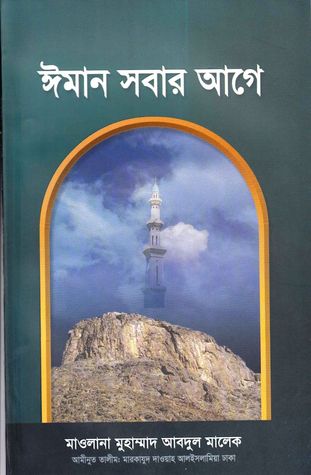 ঈমান সবার আগে
মাওলানা মুহাম্মাদ আবদুল মালেক
আমীনুত তালীম: মারকাযুদ দাওয়াহ আলইসলামিয়া ঢাকা